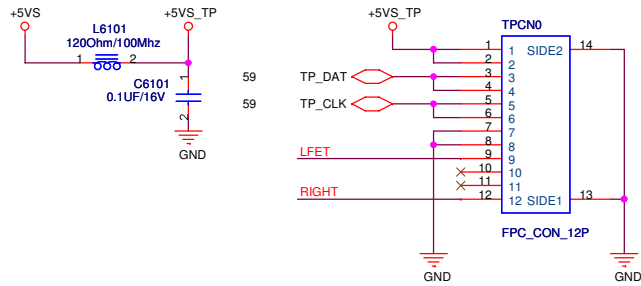 +5VS
+5VS_TP
L6101
120Ohm/100Mhz
1 2
C6101
0.1UF/16V
1
2
GND
+5VS_TP
TPCN0
59 TP_DAT
59 TP_CLK
LFET
RIGHT
1 1 SIDE2 14
2 2
3 3
4 4
5 5
6 6
7 7
8 8
9 9
10 10
11 11
12 12 SIDE1 13
FPC_CON_12P
GND
GND